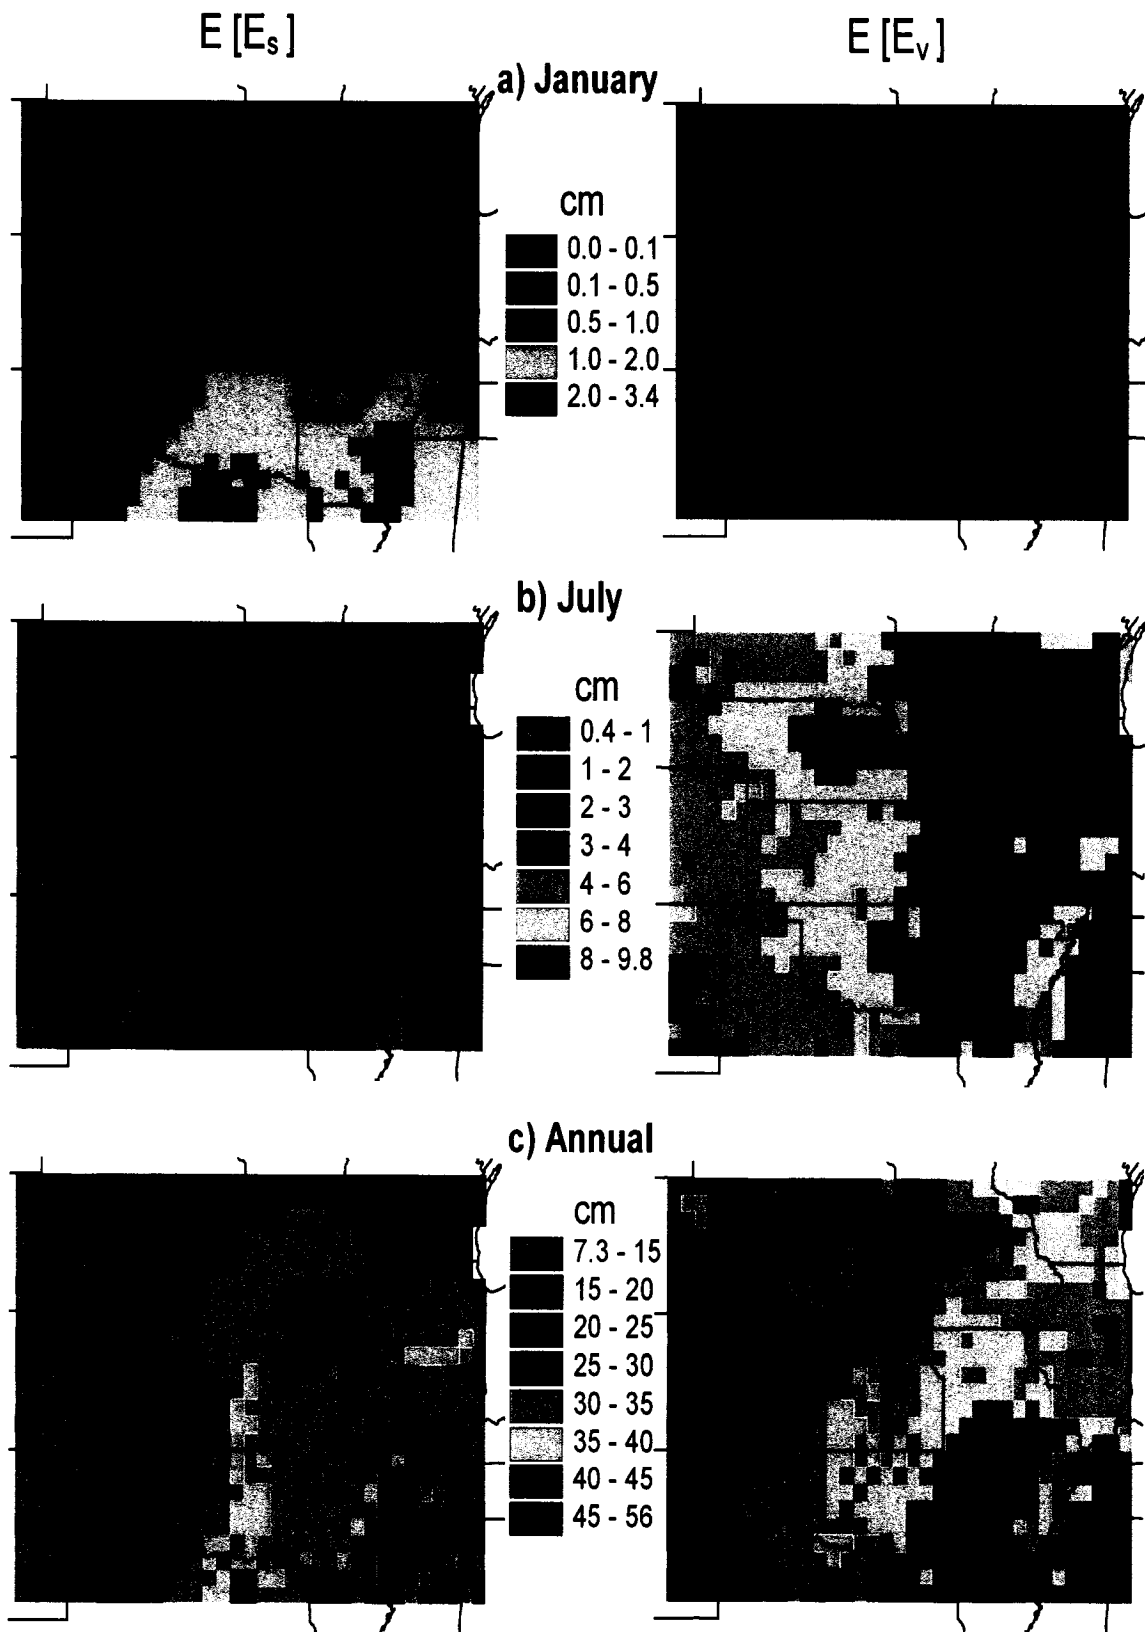 E [Es]
E [Ev]
a) January
cm
0.0 - 0.1
0.1 - 0.5
0.5 - 1.0
1.0 - 2.0
2.0 - 3.4
b) July
cm
0.4 - 1
1 - 2
2 - 3
3 - 4
4 - 6
6 - 8
8 - 9.8
c) Annual
cm
7.3 - 15
15 - 20
20 - 25
25 - 30
30 - 35
35 - 40
40 - 45
45 - 56